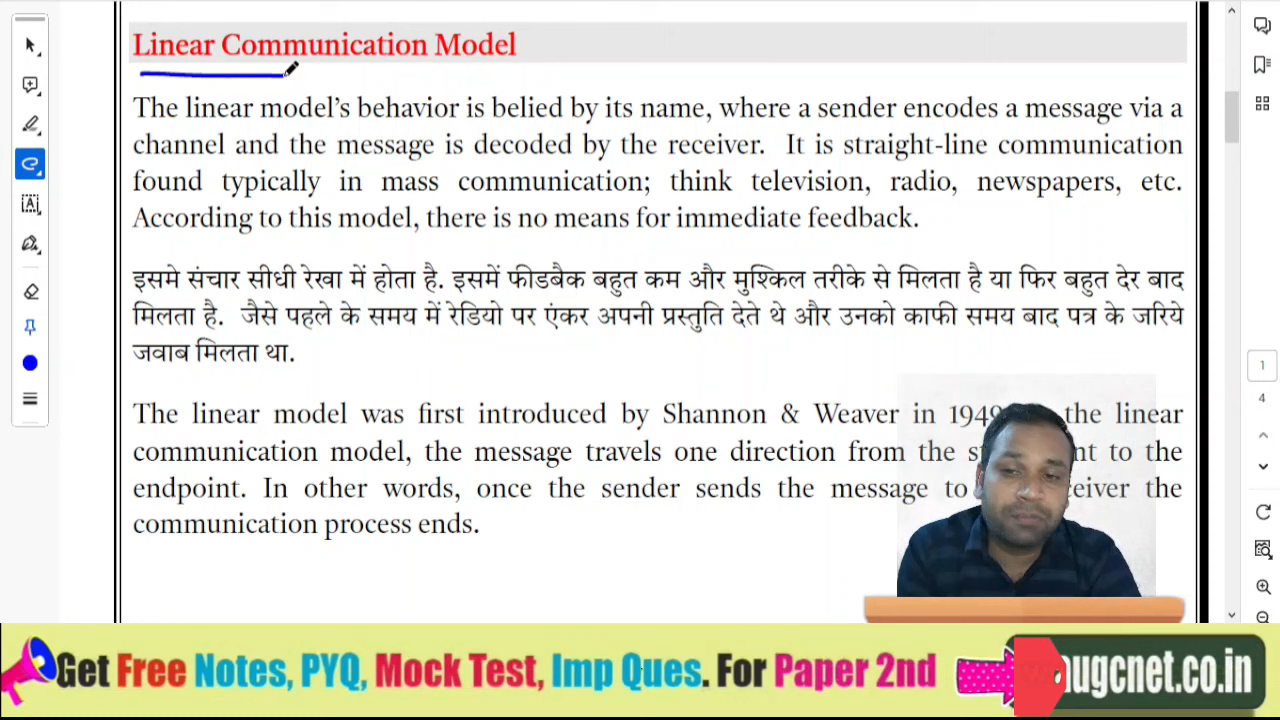 Linear Communication Model
The linear model's behavior is belied by its name, where a sender encodes a message via a
channel and the message is decoded by the receiver. It is straight-line communication
found typically in mass communication; think television, radio, newspapers, etc.
According to this model, there is no means for immediate feedback.
इसमे संचार सीधी रेखा में होता है. इसमें फीडबैक बहुत कम और मुश्किल तरीके से मिलता है या फिर बहुत देर बाद
मिलता है. जैसे पहले के समय में रेडियो पर एंकर अपनी प्रस्तुति देते थे और उनको काफी समय बाद पत्र के जरिये
जवाब मिलता था.
The linear model was first introduced by Shannon & Weaver in 1949 the linear
communication model, the message travels one direction from the to the
endpoint. In other words, once the sender sends the message to the
communication process ends.
1
4
Get Free Notes, PYQ, Mock Test, Imp Ques. For Paper 2nd
augcnet.co.in